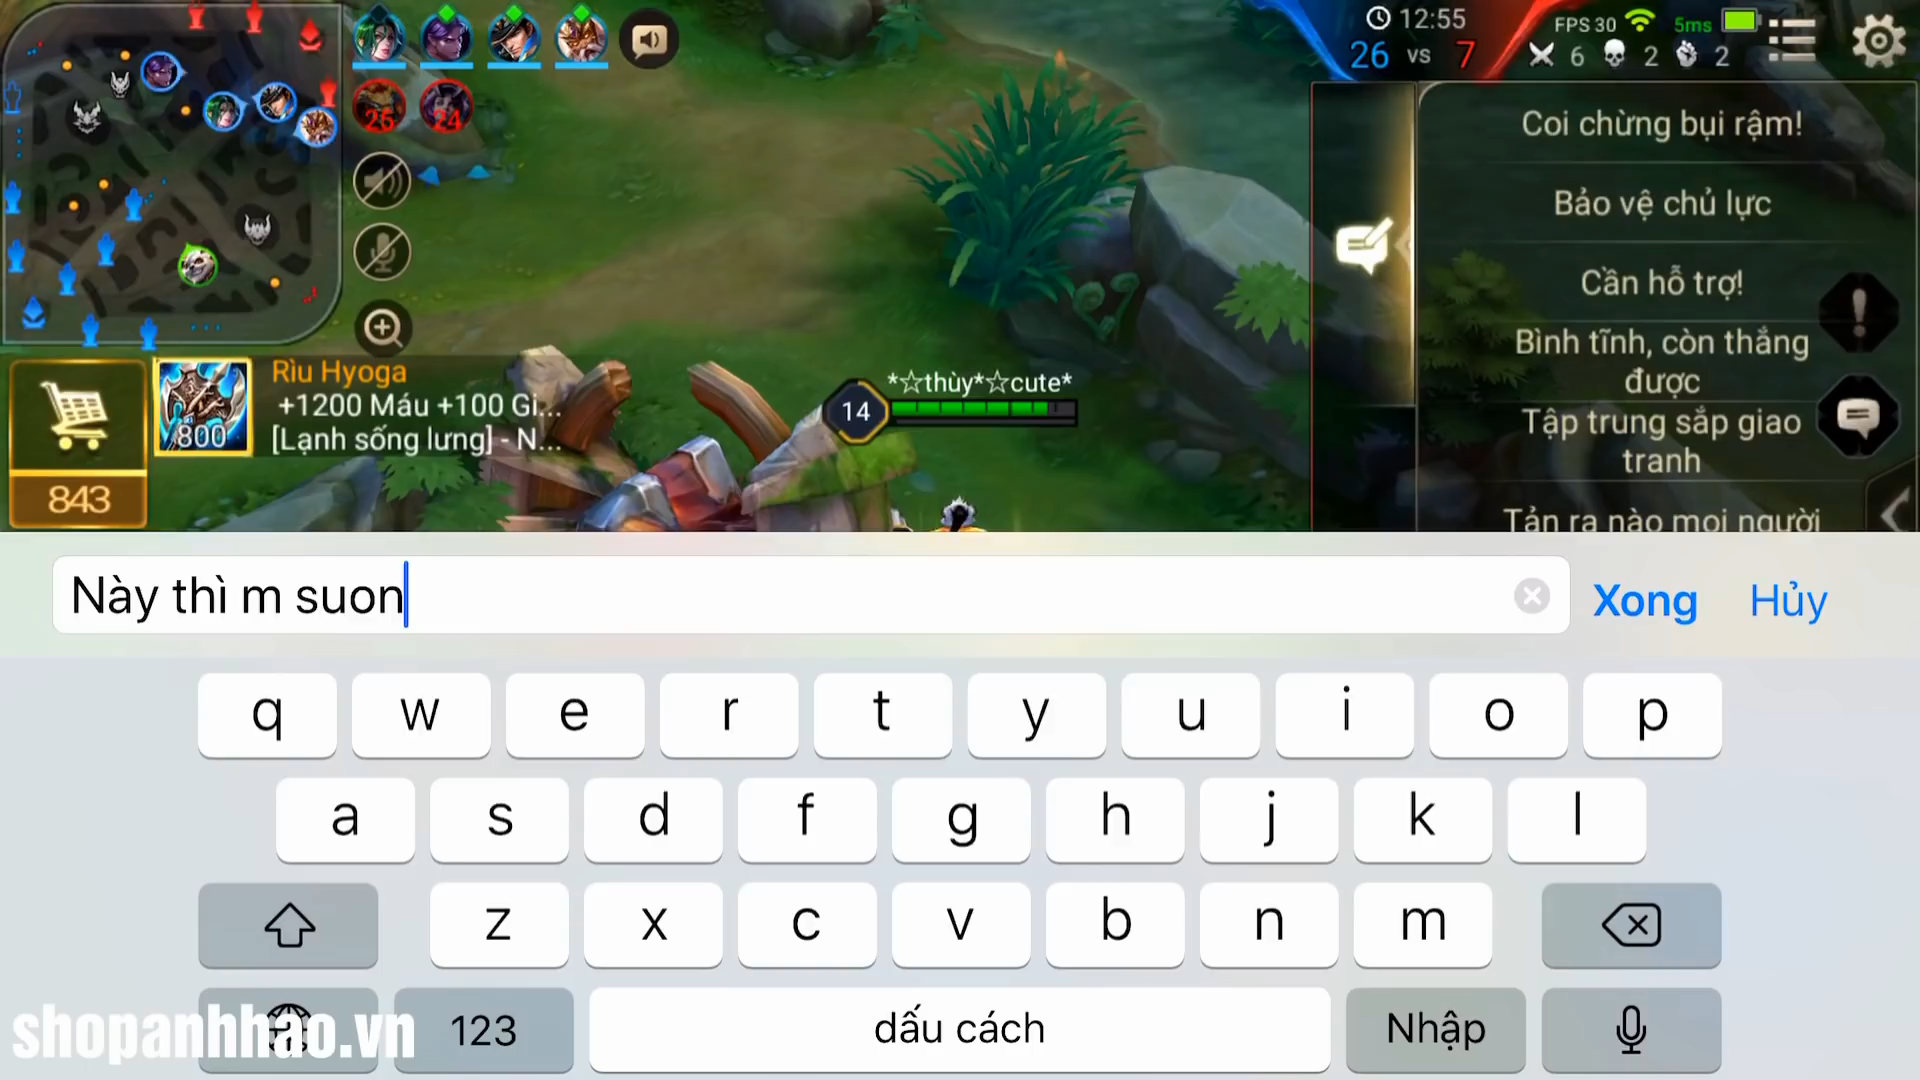 12:55
FPS 30
5ms
26 vs 7
6
2
2
26
24
Coi chừng bụi rậm!
Bảo vệ chủ lực
Cần hỗ trợ!
Bình tĩnh, còn thắng
được
Tập trung sắp giao
tranh
Tản ra nào mọi người
Rìu Hyoga
+1200 Máu +100 Gi...
[Lạnh sống lưng] - N...
800
843
*☆thùy*☆cute*
14
Này thì m suon
Xong
Hủy
q w e r t y u i o p
a s d f g h j k l
z x c v b n m
123
dấu cách
Nhập
shopanhhao.vn